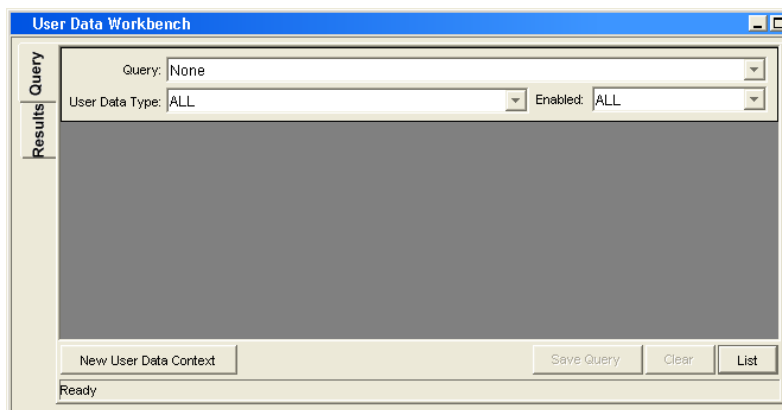 User Data Workbench
Query
Results
Query: None
User Data Type: ALL Enabled: ALL
New User Data Context Save Query Clear List
Ready